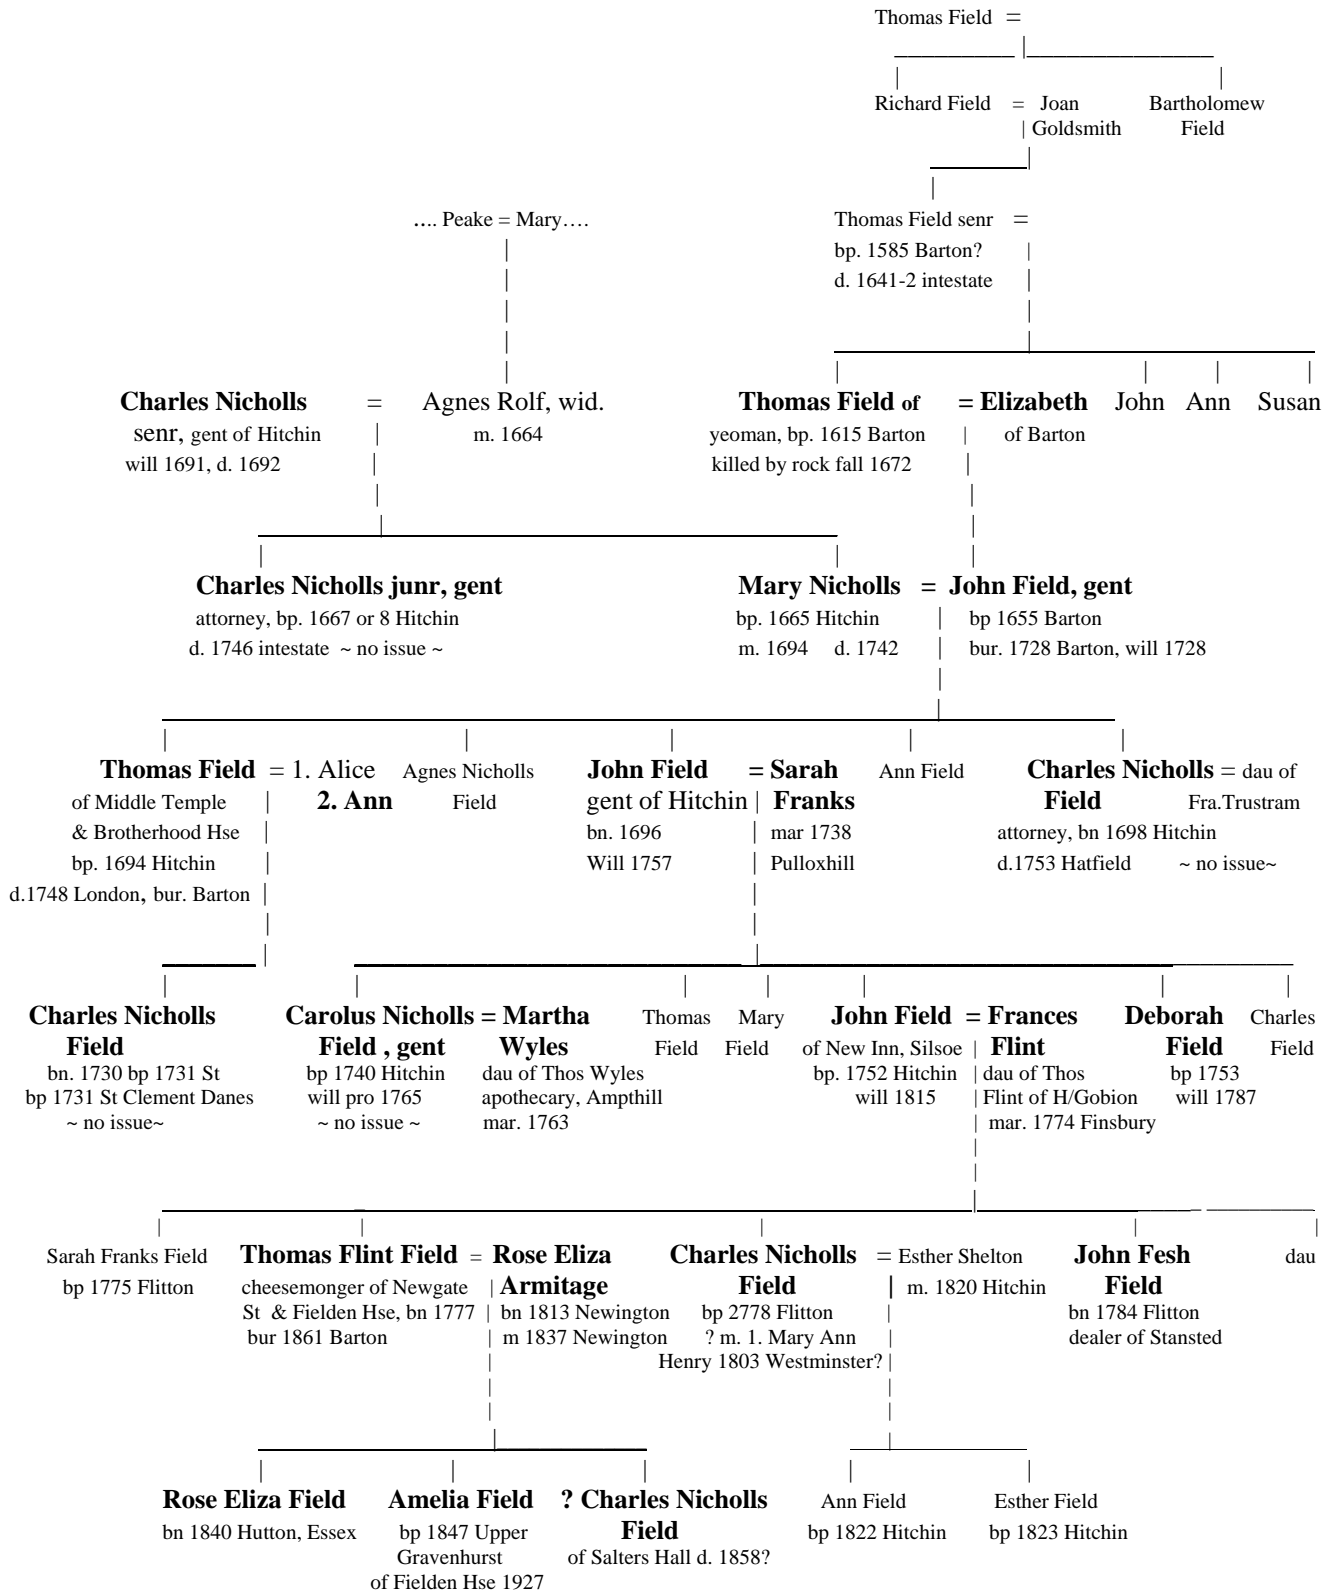 Thomas Field =
Richard Field = Joan Bartholomew
Goldsmith Field
.... Peake = Mary.... Thomas Field senr =
bp. 1585 Barton?
d. 1641-2 intestate
Charles Nicholls = Agnes Rolf, wid. Thomas Field of = Elizabeth John Ann Susan
senr, gent of Hitchin m. 1664 yeoman, bp. 1615 Barton of Barton
will 1691, d. 1692 killed by rock fall 1672
Charles Nicholls junr, gent Mary Nicholls = John Field, gent
attorney, bp. 1667 or 8 Hitchin bp. 1665 Hitchin bp 1655 Barton
d. 1746 intestate ~ no issue ~ m. 1694 d. 1742 bur. 1728 Barton, will 1728
Thomas Field = 1. Alice Agnes Nicholls John Field = Sarah Ann Field Charles Nicholls = dau of
of Middle Temple 2. Ann Field gent of Hitchin Franks Field Fra.Trustram
& Brotherhood Hse bn. 1696 mar 1738 attorney, bn 1698 Hitchin
bp. 1694 Hitchin Will 1757 Pulloxhill d.1753 Hatfield ~ no issue~
d.1748 London, bur. Barton
Charles Nicholls Carolus Nicholls = Martha Thomas Mary John Field = Frances Deborah Charles
Field Field , gent Wyles Field Field of New Inn, Silsoe Flint Field Field
bn. 1730 bp 1731 St bp 1740 Hitchin dau of Thos Wyles bp. 1752 Hitchin dau of Thos bp 1753
bp 1731 St Clement Danes will pro 1765 apothecary, Ampthill will 1815 Flint of H/Gobion will 1787
~ no issue~ ~ no issue ~ mar. 1763 mar. 1774 Finsbury
Sarah Franks Field Thomas Flint Field = Rose Eliza Charles Nicholls = Esther Shelton John Fesh dau
bp 1775 Flitton cheesemonger of Newgate Armitage Field m. 1820 Hitchin Field
St & Fielden Hse, bn 1777 bn 1813 Newington bp 2778 Flitton bn 1784 Flitton
bur 1861 Barton m 1837 Newington ? m. 1. Mary Ann dealer of Stansted
Henry 1803 Westminster?
Rose Eliza Field Amelia Field ? Charles Nicholls Ann Field Esther Field
bn 1840 Hutton, Essex bp 1847 Upper Field bp 1822 Hitchin bp 1823 Hitchin
Gravenhurst of Salters Hall d. 1858?
of Fielden Hse 1927